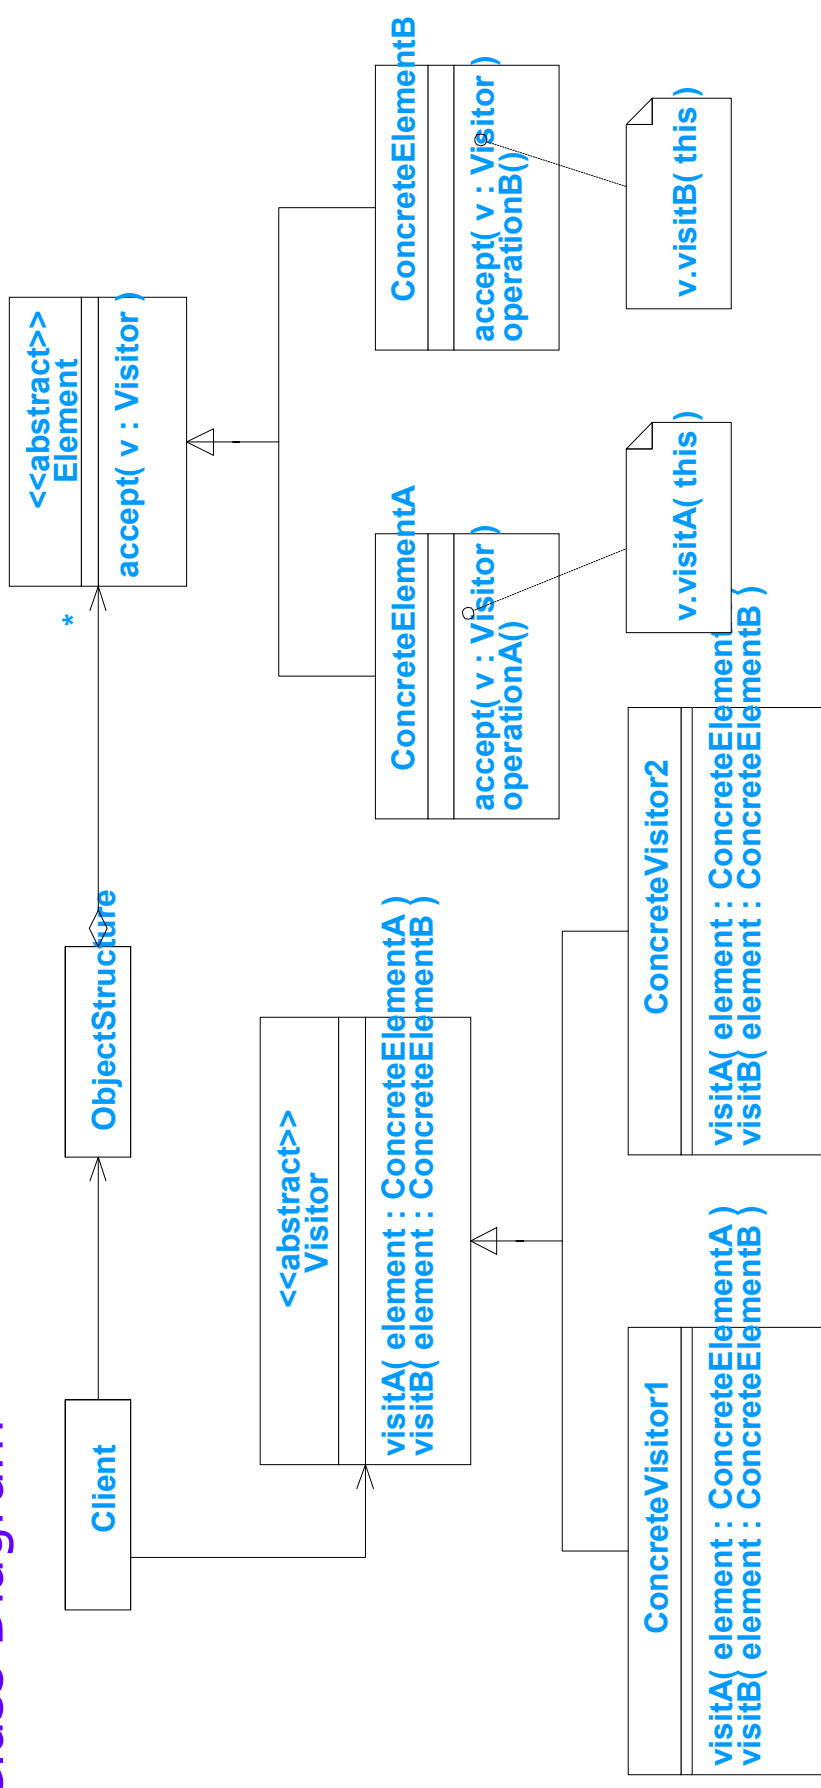 Class Diagram
Client
ObjectStructure
*
<<abstract>>
Element
accept( v : Visitor )
<<abstract>>
Visitor
visitA( element : ConcreteElementA )
visitB( element : ConcreteElementB )
ConcreteElementA
accept( v : Visitor )
operationA()
ConcreteElementB
accept( v : Visitor )
operationB()
ConcreteVisitor1
visitA( element : ConcreteElementA )
visitB( element : ConcreteElementB )
ConcreteVisitor2
visitA( element : ConcreteElement
visitB( element : ConcreteElementB )
v.visitA( this )
v.visitB( this )